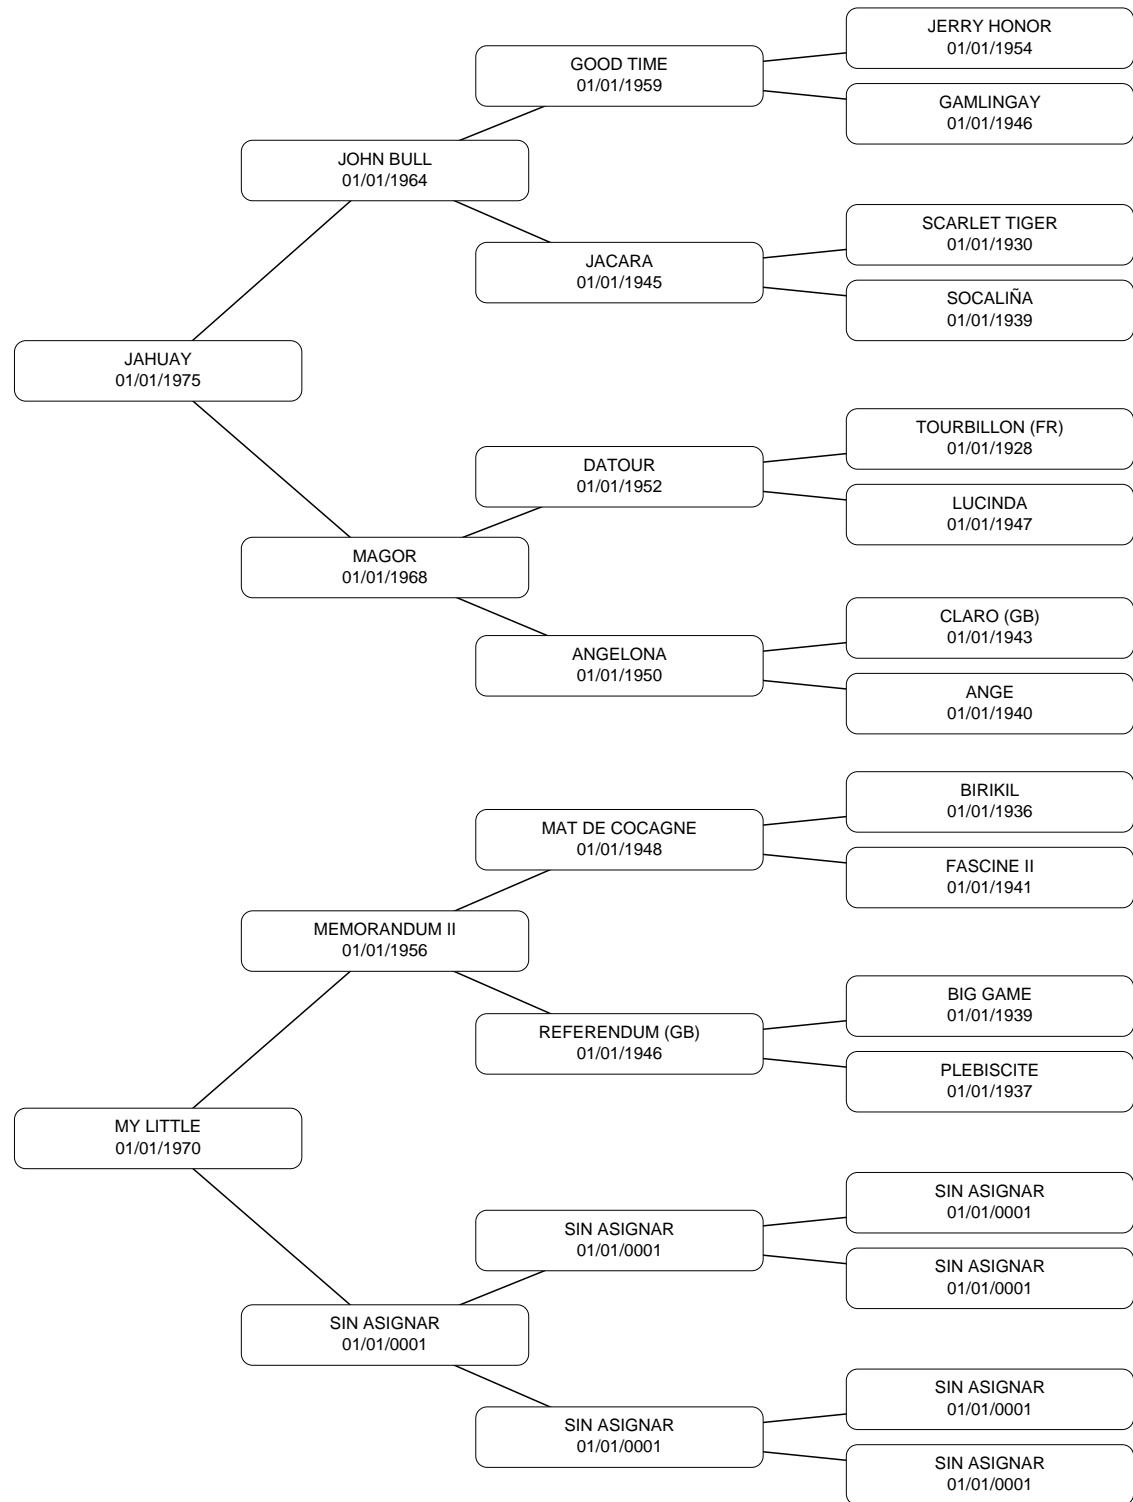 JERRY HONOR
01/01/1954
GOOD TIME
01/01/1959
GAMLINGAY
01/01/1946
JOHN BULL
01/01/1964
SCARLET TIGER
01/01/1930
JACARA
01/01/1945
SOCALIÑA
01/01/1939
JAHUAY
01/01/1975
TOURBILLON (FR)
01/01/1928
DATOUR
01/01/1952
LUCINDA
01/01/1947
MAGOR
01/01/1968
CLARO (GB)
01/01/1943
ANGELONA
01/01/1950
ANGE
01/01/1940
BIRIKIL
01/01/1936
MAT DE COCAGNE
01/01/1948
FASCINE II
01/01/1941
MEMORANDUM II
01/01/1956
BIG GAME
01/01/1939
REFERENDUM (GB)
01/01/1946
PLEBISCITE
01/01/1937
MY LITTLE
01/01/1970
SIN ASIGNAR
01/01/0001
SIN ASIGNAR
01/01/0001
SIN ASIGNAR
01/01/0001
SIN ASIGNAR
01/01/0001
SIN ASIGNAR
01/01/0001
SIN ASIGNAR
01/01/0001
SIN ASIGNAR
01/01/0001